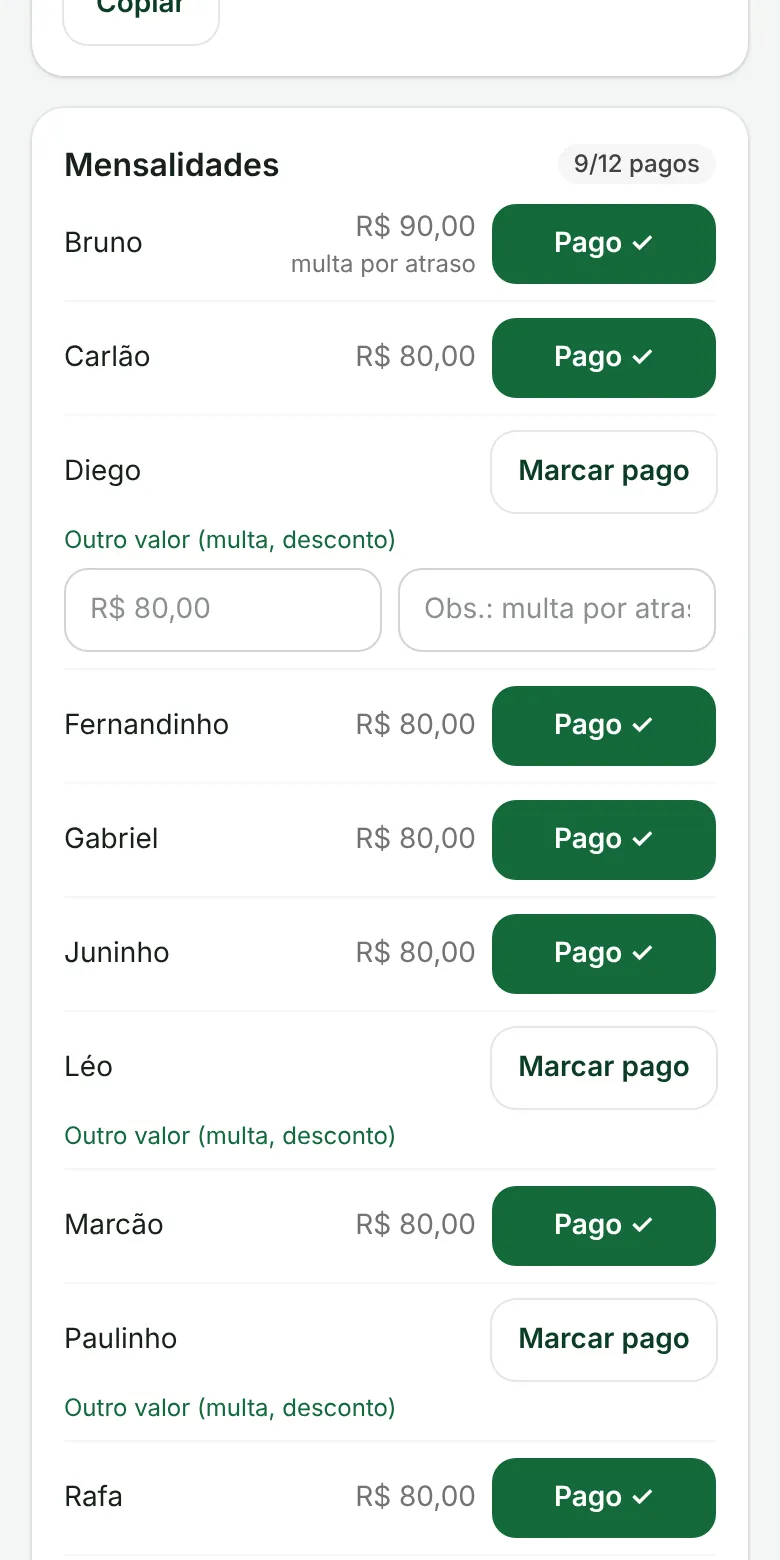 Copiar
Mensalidades
9/12 pagos
Bruno
R$ 90,00
multa por atraso
Pago ✓
Carlão
R$ 80,00
Pago ✓
Diego
Marcar pago
Outro valor (multa, desconto)
R$ 80,00
Obs.: multa por atras
Fernandinho
R$ 80,00
Pago ✓
Gabriel
R$ 80,00
Pago ✓
Juninho
R$ 80,00
Pago ✓
Léo
Marcar pago
Outro valor (multa, desconto)
Marcão
R$ 80,00
Pago ✓
Paulinho
Marcar pago
Outro valor (multa, desconto)
Rafa
R$ 80,00
Pago ✓